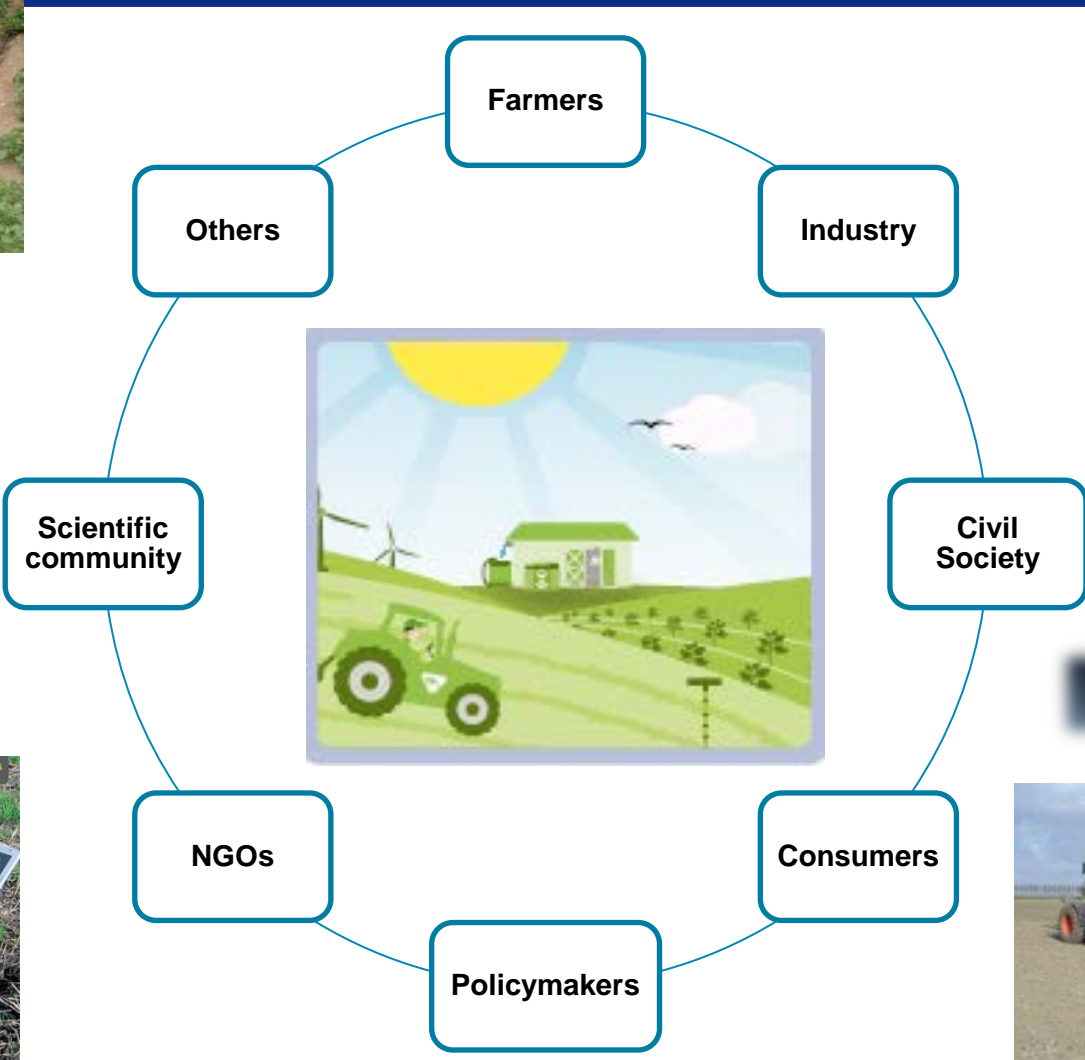 Farmers
Others
Industry
Scientific
community
Civil
Society
NGOs
Consumers
Policymakers